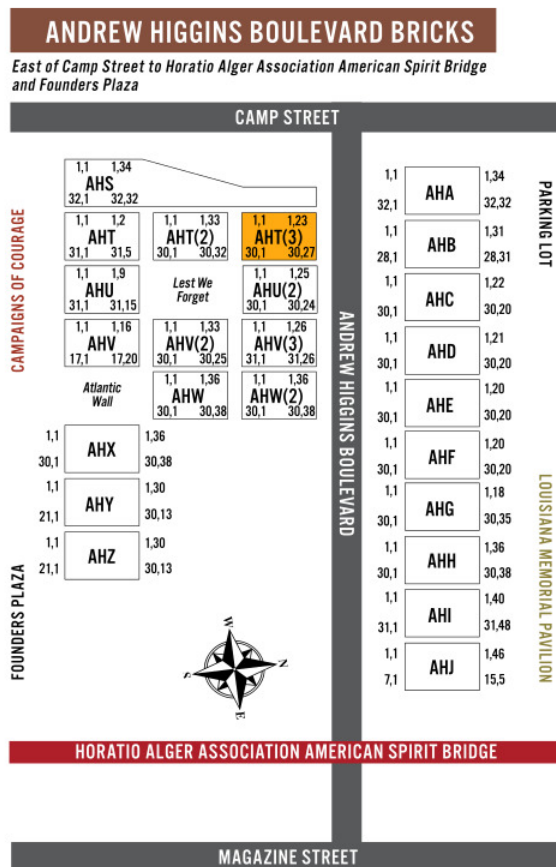 ANDREW HIGGINS BOULEVARD BRICKS
East of Camp Street to Horatio Alger Association American Spirit Bridge
and Founders Plaza
CAMP STREET
CAMPAIGNS OF COURAGE
FOUNDERS PLAZA
1,1 1,34
AHS
32,1 32,32
1,1 1,2
AHT
31,1 31,5
1,1 1,33
AHT(2)
30,1 30,32
1,1 1,23
AHT(3)
30,1 30,27
1,1 1,9
AHU
31,1 31,15
Lest We
Forget
1,1 1,25
AHU(2)
30,1 30,24
1,1 1,16
AHV
17,1 17,20
1,1 1,33
AHV(2)
30,1 30,25
1,1 1,26
AHV(3)
31,1 31,26
Atlantic
Wall
1,1 1,36
AHW
30,1 30,38
1,1 1,36
AHW(2)
30,1 30,38
1,1 1,36
AHX
30,1 30,38
1,1 1,30
AHY
21,1 30,13
1,1 1,30
AHZ
21,1 30,13
W
N
S
E
ANDREW HIGGINS BOULEVARD
1,1 1,34
AHA
32,1 32,32
1,1 1,31
AHB
28,1 28,31
1,1 1,22
AHC
30,1 30,20
1,1 1,21
AHD
30,1 30,20
1,1 1,20
AHE
30,1 30,20
1,1 1,20
AHF
30,1 30,20
1,1 1,18
AHG
30,1 30,35
1,1 1,36
AHH
30,1 30,38
1,1 1,40
AHI
31,1 31,48
1,1 1,46
AHJ
7,1 15,5
PARKING LOT
LOUISIANA MEMORIAL PAVILION
HORATIO ALGER ASSOCIATION AMERICAN SPIRIT BRIDGE
MAGAZINE STREET